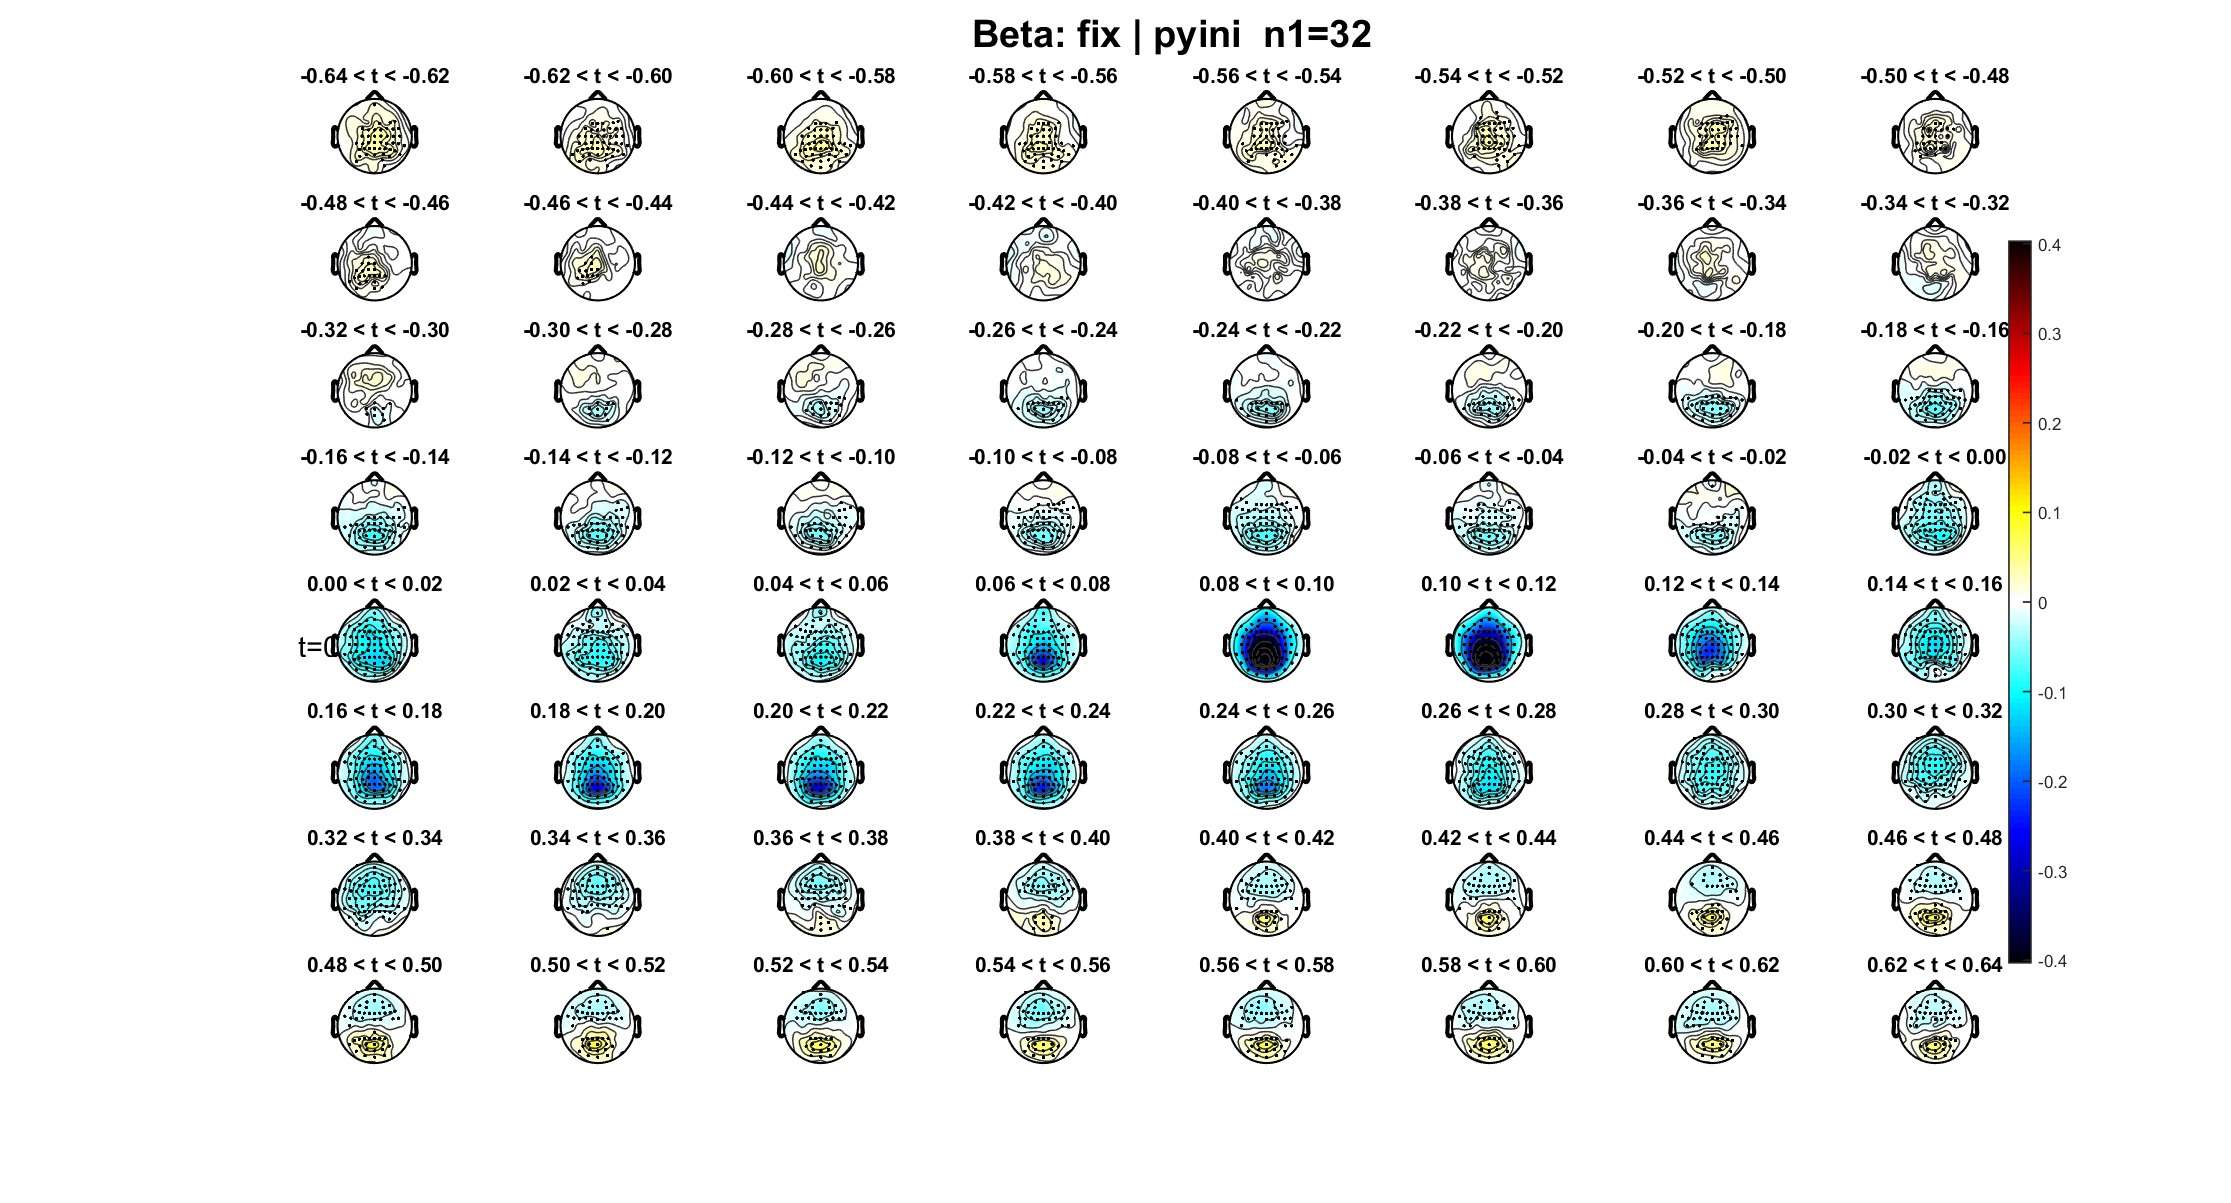 Beta: fix | pyini n1=32
-0.64 < t < -0.62 -0.62 < t < -0.60 -0.60 < t < -0.58 -0.58 < t < -0.56 -0.56 < t < -0.54 -0.54 < t < -0.52 -0.52 < t < -0.50 -0.50 < t < -0.48
-0.48 < t < -0.46 -0.46 < t < -0.44 -0.44 < t < -0.42 -0.42 < t < -0.40 -0.40 < t < -0.38 -0.38 < t < -0.36 -0.36 < t < -0.34 -0.34 < t < -0.32
-0.32 < t < -0.30 -0.30 < t < -0.28 -0.28 < t < -0.26 -0.26 < t < -0.24 -0.24 < t < -0.22 -0.22 < t < -0.20 -0.20 < t < -0.18 -0.18 < t < -0.16
-0.16 < t < -0.14 -0.14 < t < -0.12 -0.12 < t < -0.10 -0.10 < t < -0.08 -0.08 < t < -0.06 -0.06 < t < -0.04 -0.04 < t < -0.02 -0.02 < t < 0.00
0.00 < t < 0.02 0.02 < t < 0.04 0.04 < t < 0.06 0.06 < t < 0.08 0.08 < t < 0.10 0.10 < t < 0.12 0.12 < t < 0.14 0.14 < t < 0.16
t=0
0.16 < t < 0.18 0.18 < t < 0.20 0.20 < t < 0.22 0.22 < t < 0.24 0.24 < t < 0.26 0.26 < t < 0.28 0.28 < t < 0.30 0.30 < t < 0.32
0.32 < t < 0.34 0.34 < t < 0.36 0.36 < t < 0.38 0.38 < t < 0.40 0.40 < t < 0.42 0.42 < t < 0.44 0.44 < t < 0.46 0.46 < t < 0.48
0.48 < t < 0.50 0.50 < t < 0.52 0.52 < t < 0.54 0.54 < t < 0.56 0.56 < t < 0.58 0.58 < t < 0.60 0.60 < t < 0.62 0.62 < t < 0.64
0.4
0.3
0.2
0.1
0
-0.1
-0.2
-0.3
-0.4